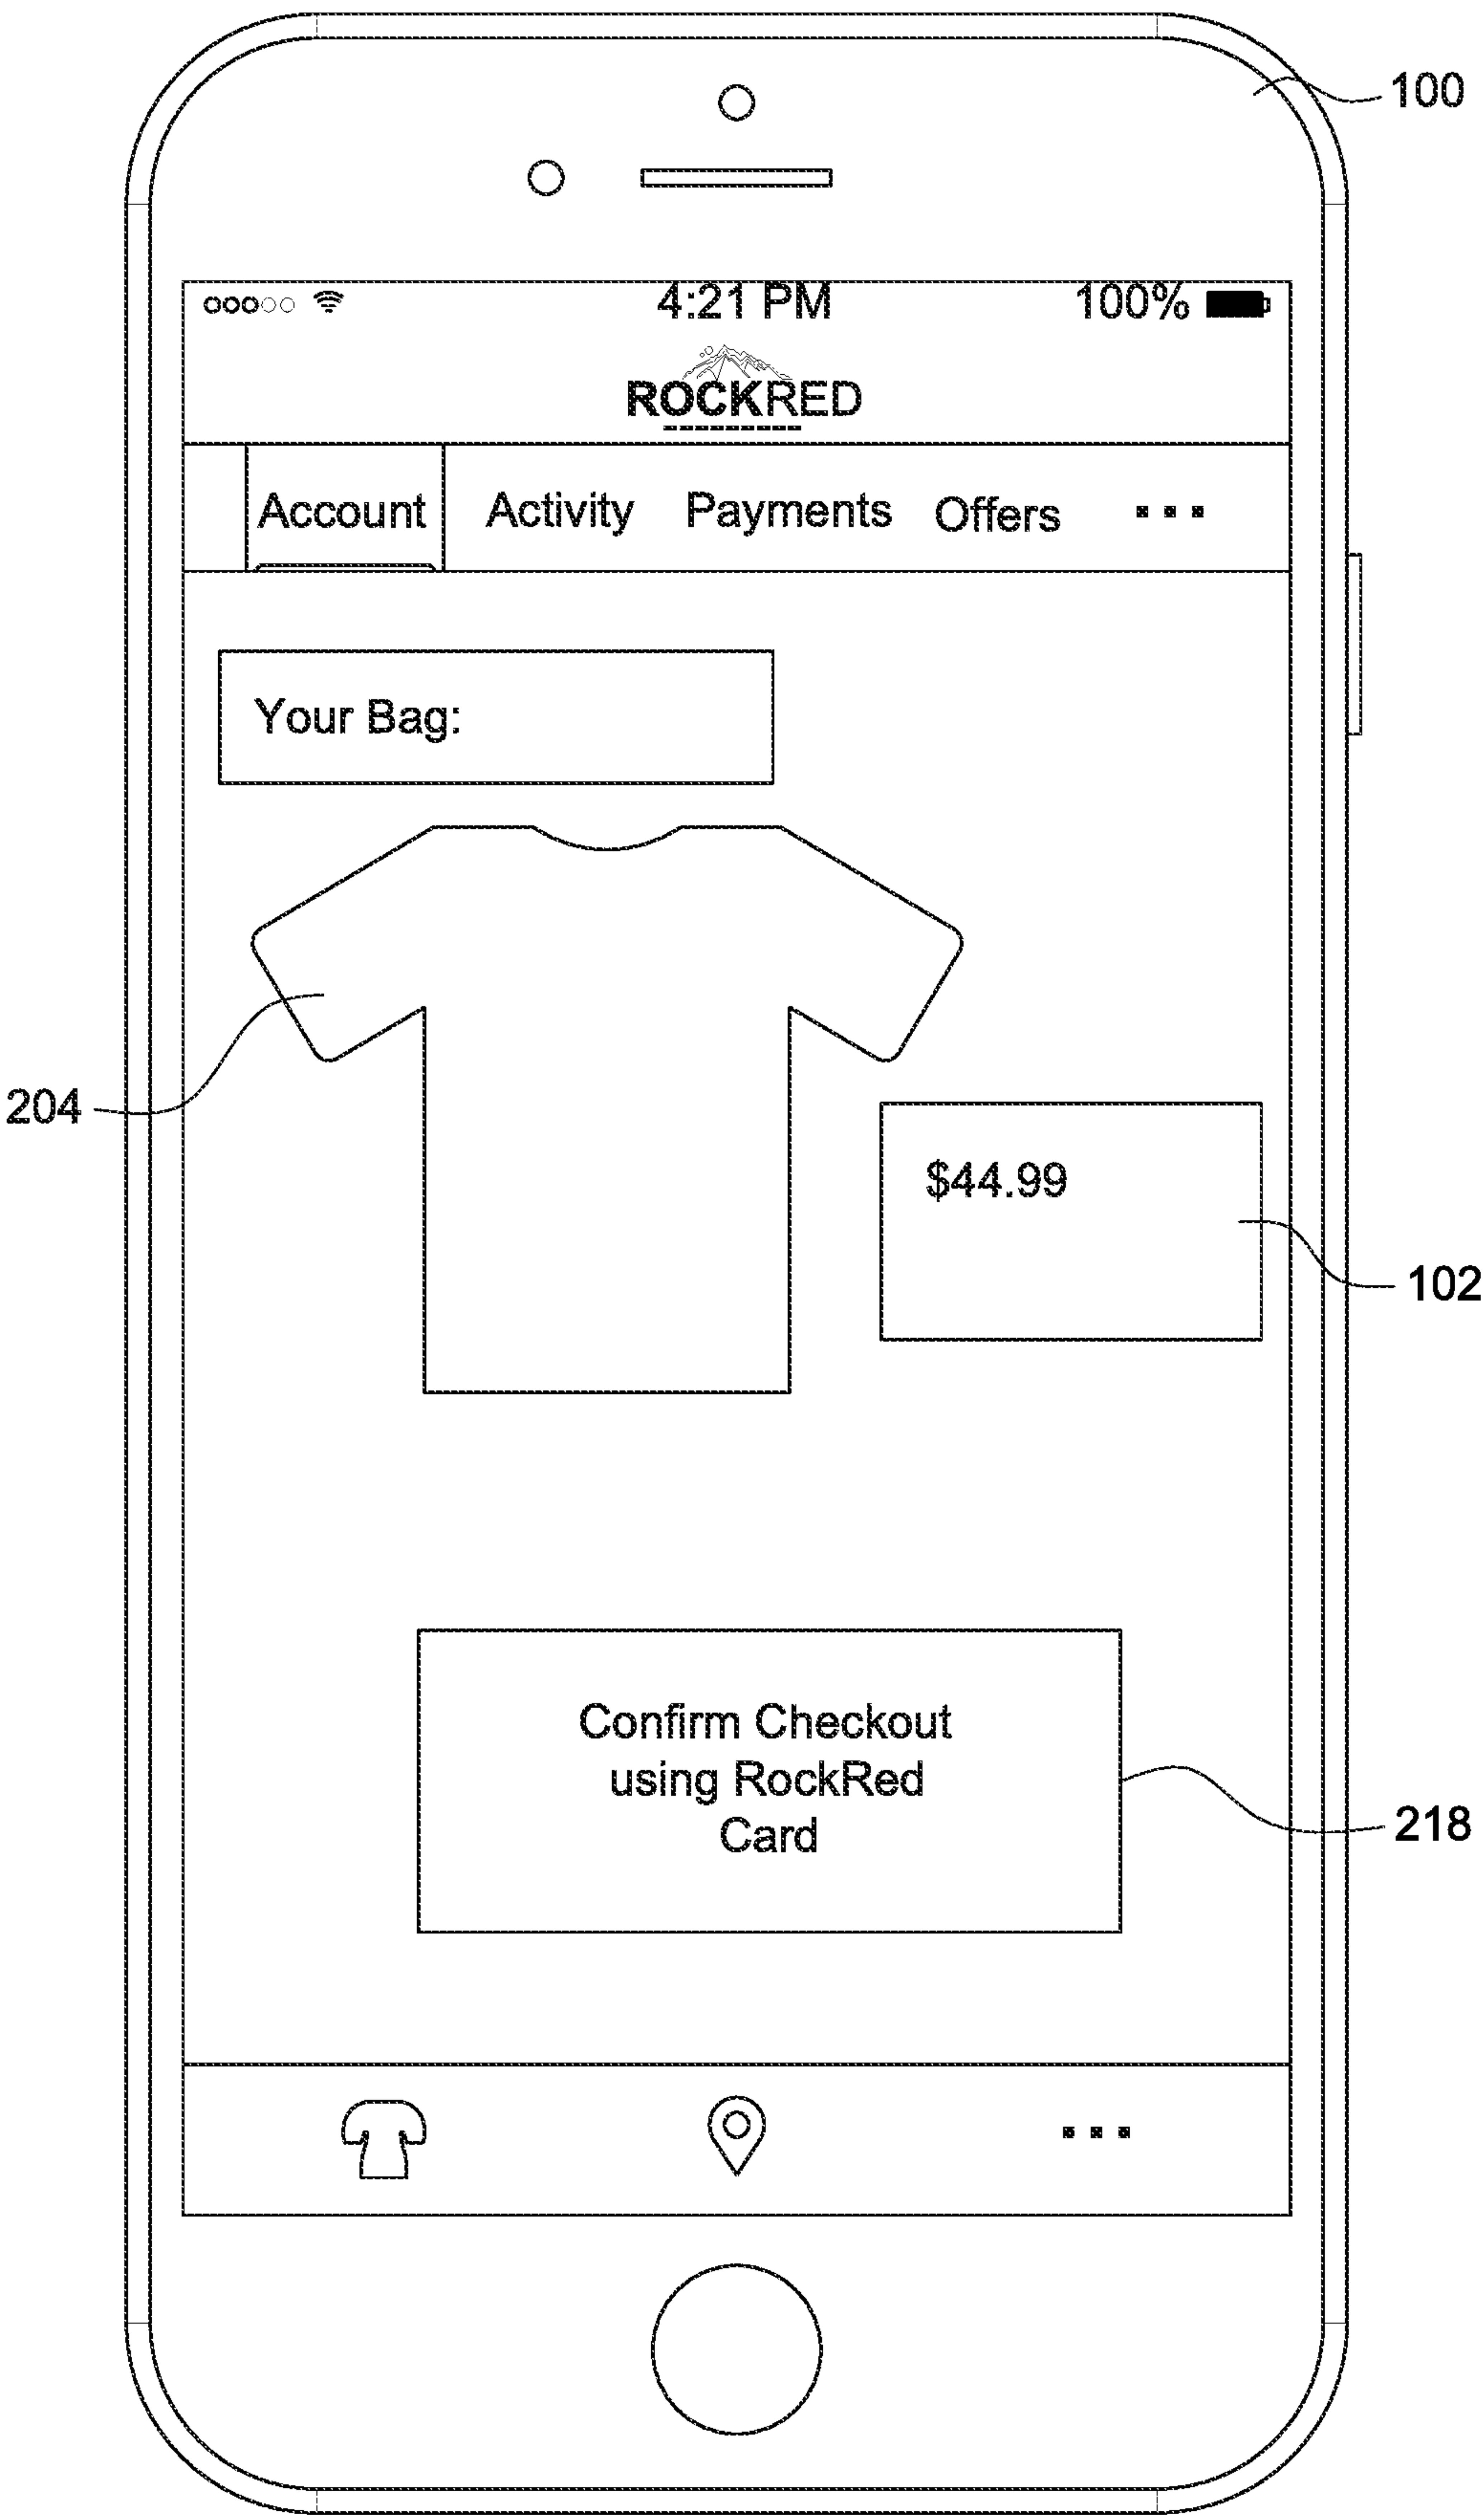 100
4:21 PM 100%
ROCKRED
Account Activity Payments Offers ...
Your Bag:
204
$44.99
102
Confirm Checkout
using RockRed
Card
218
...